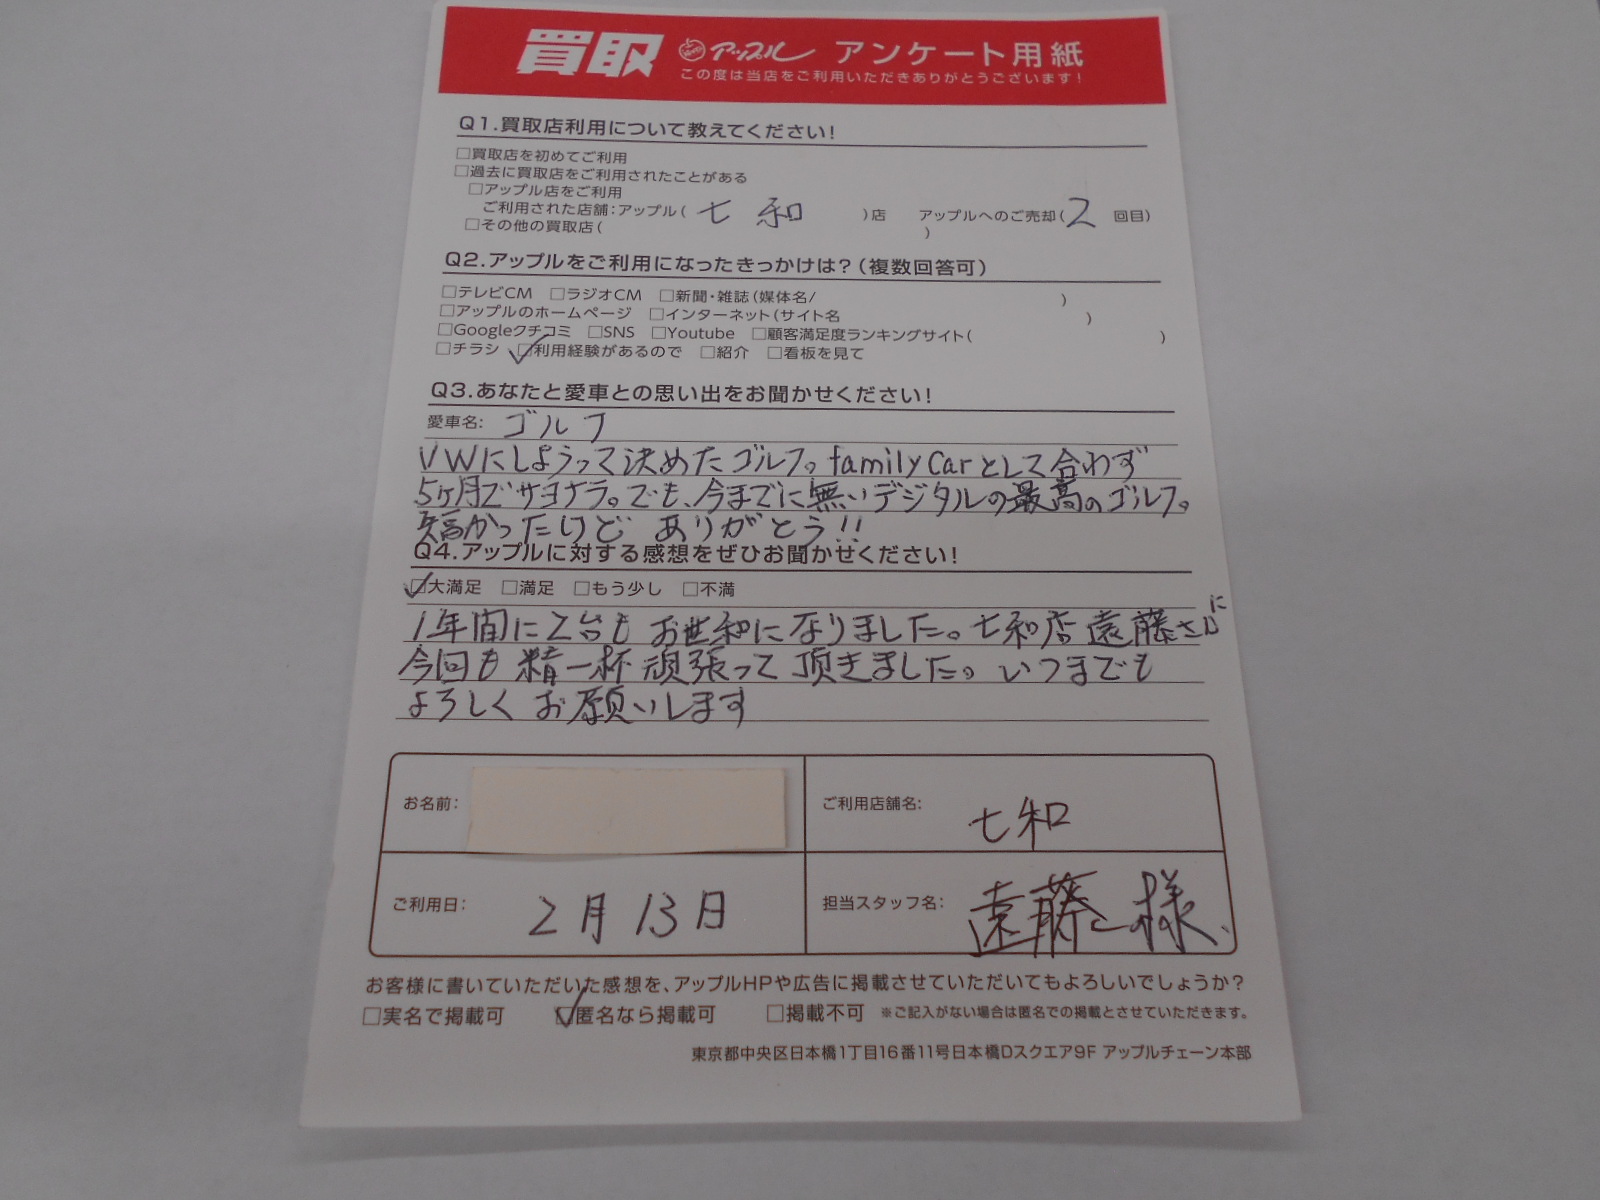 買取 アップル アンケート用紙
この度は当店をご利用いただきありがとうございます!
Q1.買取店利用について教えてください!
□買取店を初めてご利用
□過去に買取店をご利用されたことがある
□アップル店をご利用
ご利用された店舗:アップル( 七和 )店 アップルへのご売却( 2 回目)
□その他の買取店( )
Q2.アップルをご利用になったきっかけは?(複数回答可)
□テレビCM □ラジオCM □新聞・雑誌(媒体名/ )
□アップルのホームページ □インターネット(サイト名 )
□Googleクチコミ □SNS □Youtube □顧客満足度ランキングサイト( )
□チラシ ☑利用経験があるので □紹介 □看板を見て
Q3.あなたと愛車との思い出をお聞かせください!
愛車名: ゴルフ
VWにしようって決めたゴルフ。family Carとして合わず
5ヶ月でサヨナラ。でも、今までに無いデジタルの最高のゴルフ。
短かったけど ありがとう!!
Q4.アップルに対する感想をぜひお聞かせください!
☑大満足 □満足 □もう少し □不満
1年間に2台も お世和になりました。七和店 遠藤さんに
今回も 精一杯 頑張って 頂きました。いつまでも
よろしく お願いします
お名前: ご利用店舗名: 七和
ご利用日: 2月13日 担当スタッフ名: 遠藤 様
お客様に書いていただいた感想を、アップルHPや広告に掲載させていただいてもよろしいでしょうか?
□実名で掲載可 ☑匿名なら掲載可 □掲載不可 ※ご記入がない場合は匿名での掲載とさせていただきます。
東京都中央区日本橋1丁目16番11号日本橋Dスクエア9F アップルチェーン本部